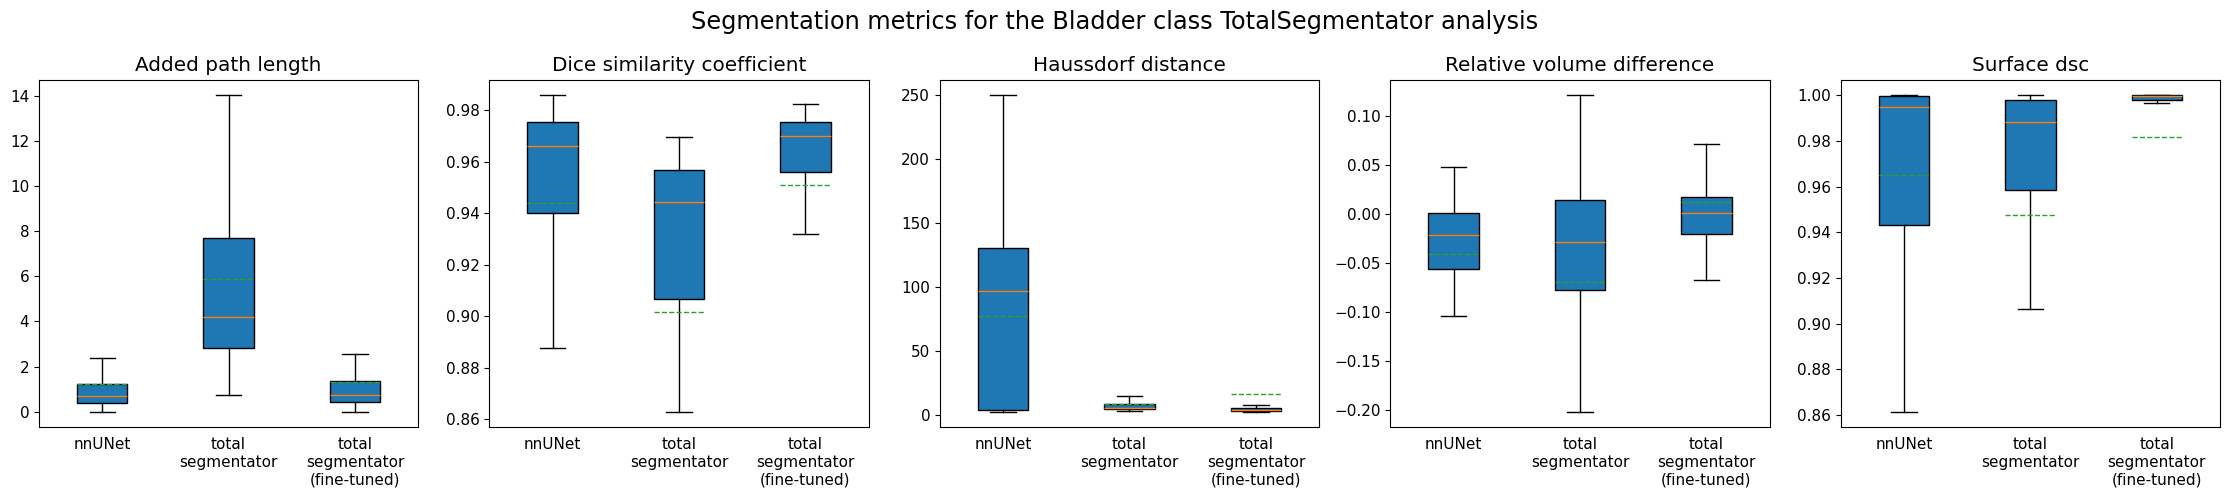 Segmentation metrics for the Bladder class TotalSegmentator analysis
Added path length
14
12
10
8
6
4
2
0
nnUNet
total
segmentator
total
segmentator
(fine-tuned)
Dice similarity coefficient
0.98
0.96
0.94
0.92
0.90
0.88
0.86
nnUNet
total
segmentator
total
segmentator
(fine-tuned)
Haussdorf distance
250
200
150
100
50
0
nnUNet
total
segmentator
total
segmentator
(fine-tuned)
Relative volume difference
0.10
0.05
0.00
−0.05
−0.10
−0.15
−0.20
nnUNet
total
segmentator
total
segmentator
(fine-tuned)
Surface dsc
1.00
0.98
0.96
0.94
0.92
0.90
0.88
0.86
nnUNet
total
segmentator
total
segmentator
(fine-tuned)